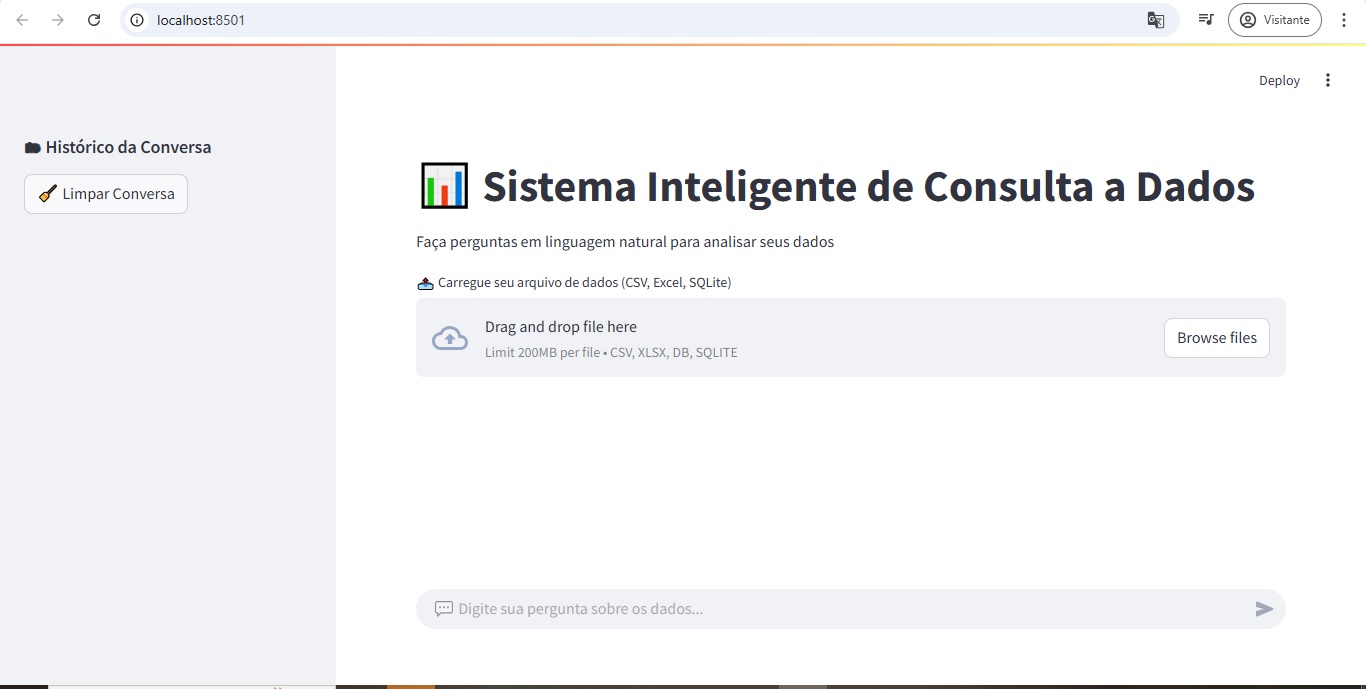 localhost:8501
Visitante
Deploy
Histórico da Conversa
Limpar Conversa
Sistema Inteligente de Consulta a Dados
Faça perguntas em linguagem natural para analisar seus dados
Carregue seu arquivo de dados (CSV, Excel, SQLite)
Drag and drop file here
Limit 200MB per file • CSV, XLSX, DB, SQLITE
Browse files
Digite sua pergunta sobre os dados...